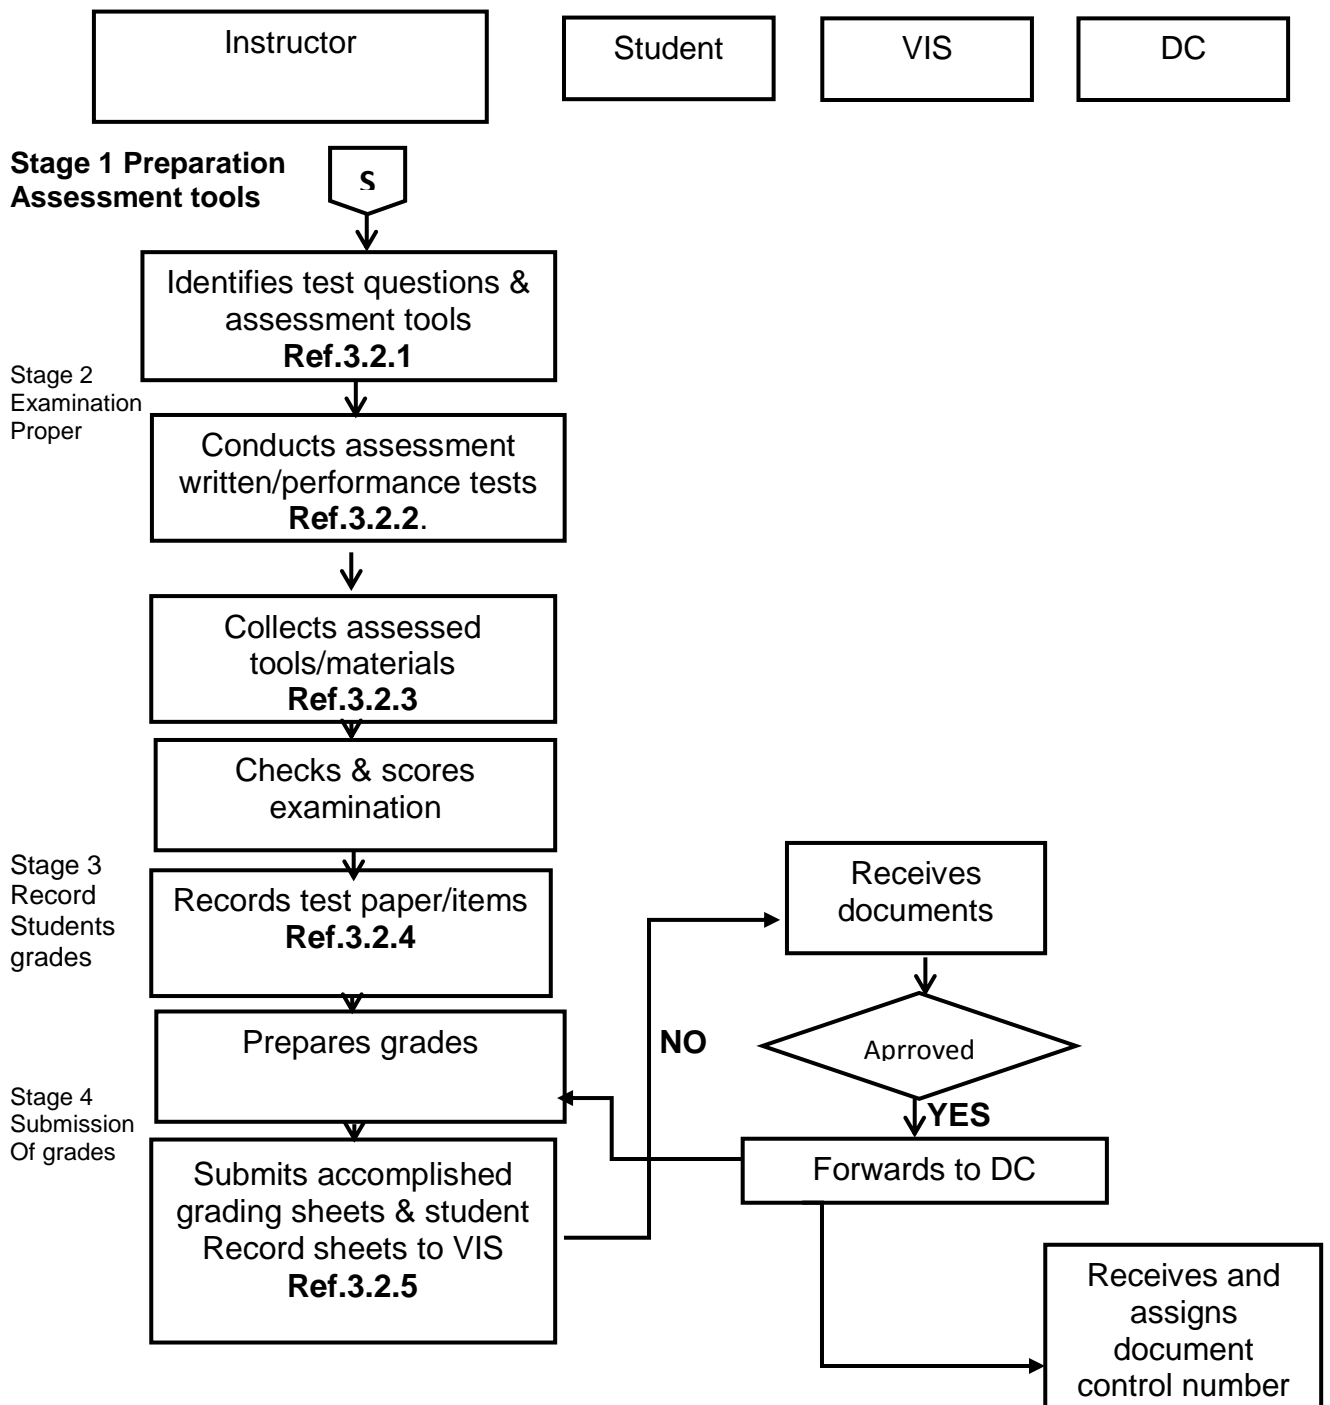 Instructor
Student
VIS
DC
Stage 1 Preparation
Assessment tools
S
Identifies test questions &
assessment tools
Ref.3.2.1
Stage 2
Examination
Proper
Conducts assessment
written/performance tests
Ref.3.2.2.
Collects assessed
tools/materials
Ref.3.2.3
Checks & scores
examination
Stage 3
Record
Students
grades
Records test paper/items
Ref.3.2.4
Receives
documents
Prepares grades
NO
Aprroved
Stage 4
Submission
Of grades
YES
Submits accomplished
grading sheets & student
Record sheets to VIS
Ref.3.2.5
Forwards to DC
Receives and
assigns
document
control number